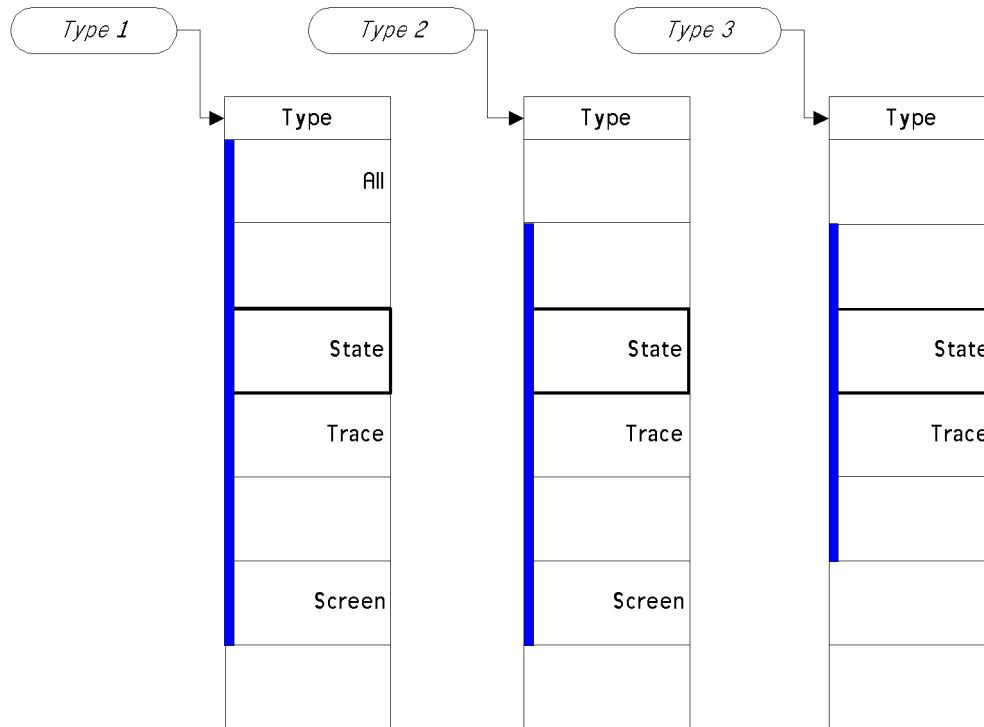 Type 1
Type 2
Type 3
Type
Type
Type
All
State
State
State
Trace
Trace
Trace
Screen
Screen